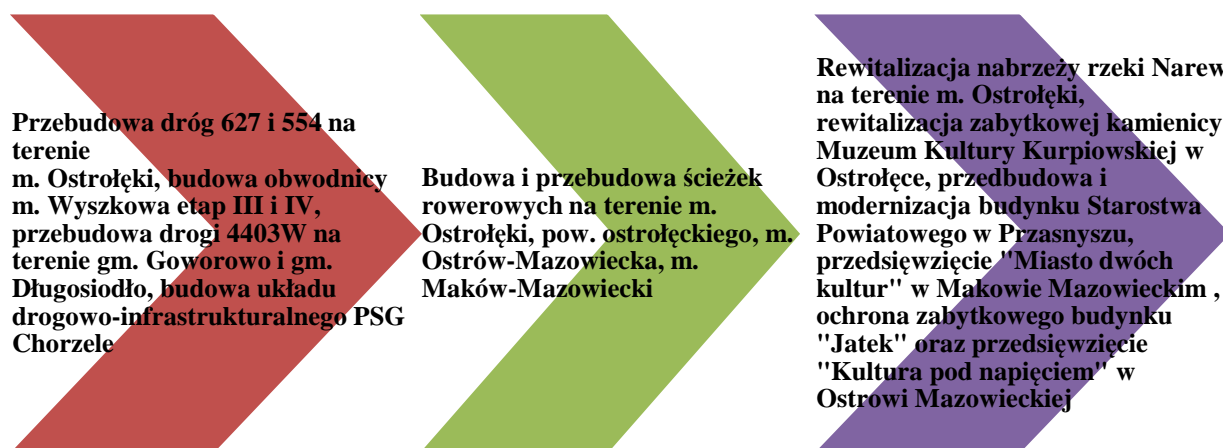 Przebudowa dróg 627 i 554 na
terenie
m. Ostrołęki, budowa obwodnicy
m. Wyszkowa etap III i IV,
przebudowa drogi 4403W na
terenie gm. Goworowo i gm.
Długosiodło, budowa układu
drogowo-infrastrukturalnego PSG
Chorzele
Budowa i przebudowa ścieżek
rowerowych na terenie m.
Ostrołęki, pow. ostrołęckiego, m.
Ostrów-Mazowiecka, m.
Maków-Mazowiecki
Rewitalizacja nabrzeży rzeki Narew
na terenie m. Ostrołęki,
rewitalizacja zabytkowej kamienicy
Muzeum Kultury Kurpiowskiej w
Ostrołęce, przedbudowa i
modernizacja budynku Starostwa
Powiatowego w Przasnyszu,
przedsięwzięcie "Miasto dwóch
kultur" w Makowie Mazowieckim ,
ochrona zabytkowego budynku
"Jatek" oraz przedsięwzięcie
"Kultura pod napięciem" w
Ostrowi Mazowieckiej